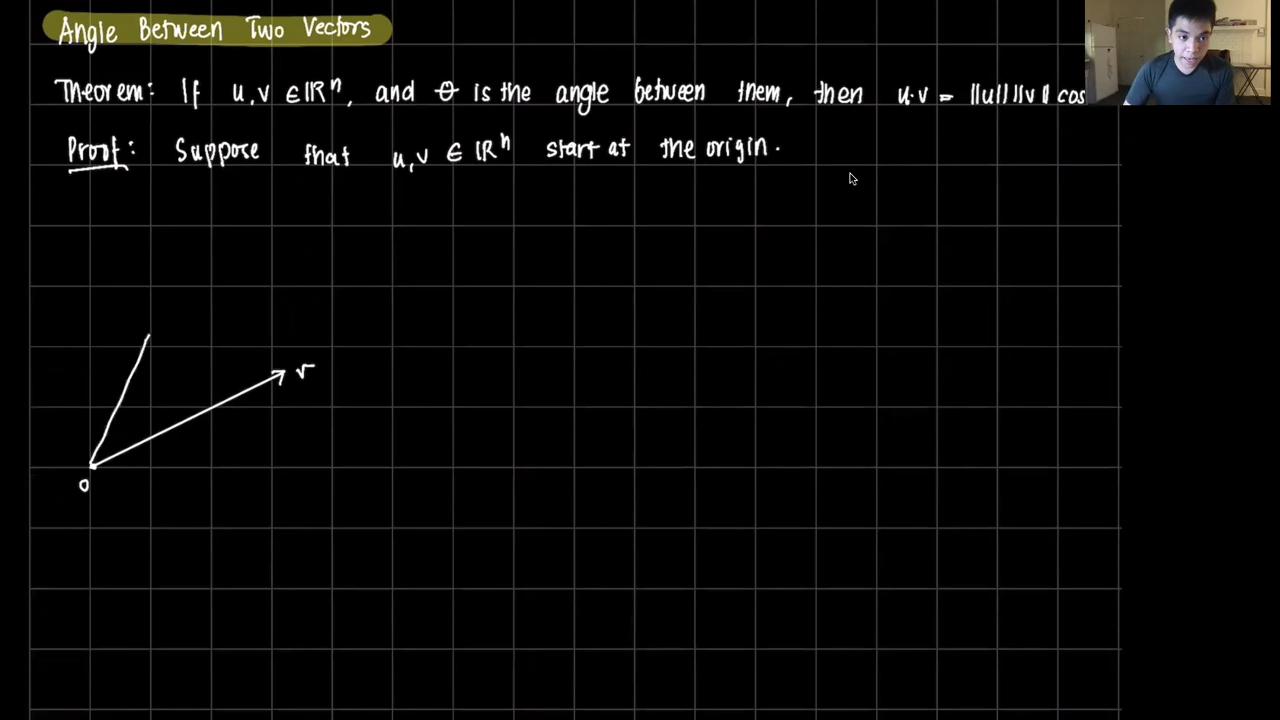 Angle Between Two Vectors
Theorem: If u,v ∈ ℝⁿ, and θ is the angle between them, then u·v = ||u|| ||v|| cos
Proof: Suppose that u,v ∈ ℝⁿ start at the origin.
v
0